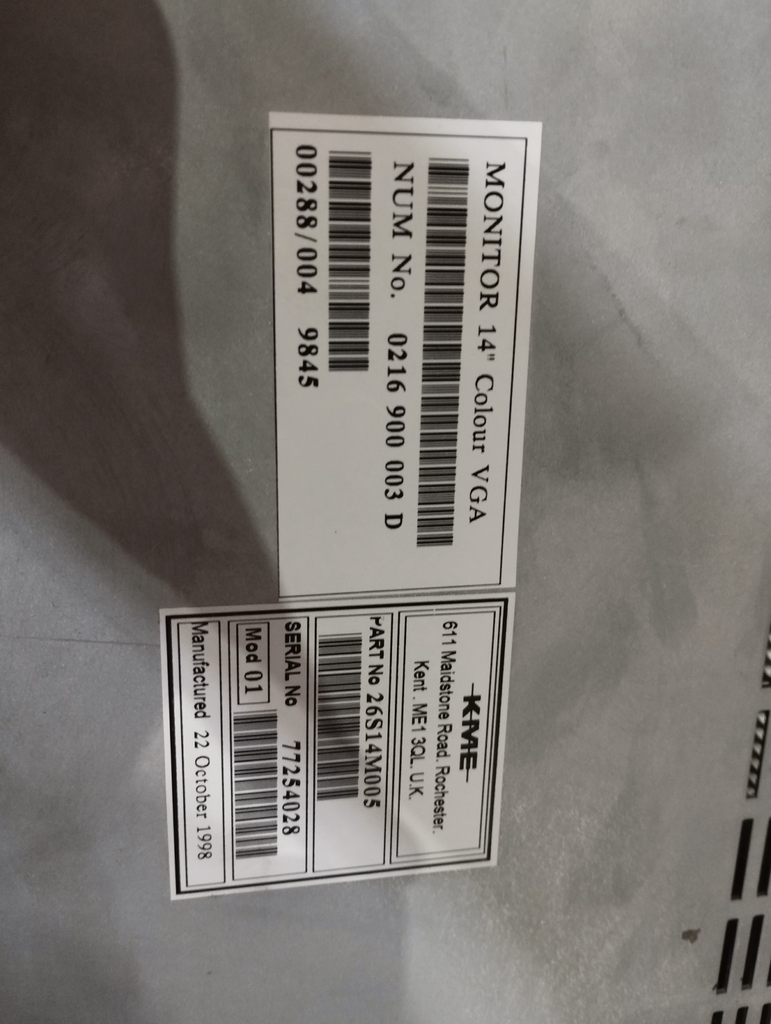 MONITOR 14" Colour VGA
NUM No. 0216 900 003 D
00288/004 9845
KME
611 Maidstone Road. Rochester.
Kent . ME1 3QL. U.K.
PART No 26S14M005
SERIAL No 77254028
Mod 01
Manufactured 22 October 1998